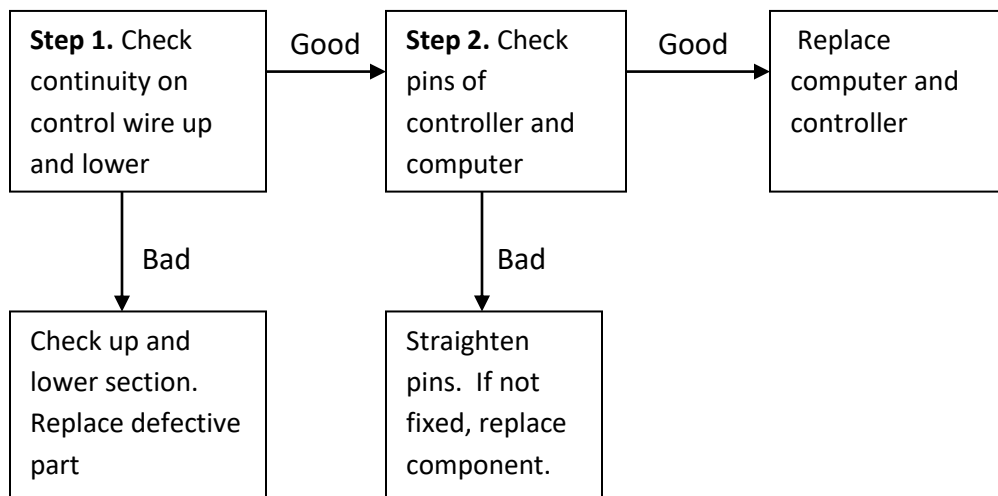 Step 1. Check
continuity on
control wire up
and lower
Good
Step 2. Check
pins of
controller and
computer
Good
Replace
computer and
controller
Bad
Bad
Check up and
lower section.
Replace defective
part
Straighten
pins. If not
fixed, replace
component.